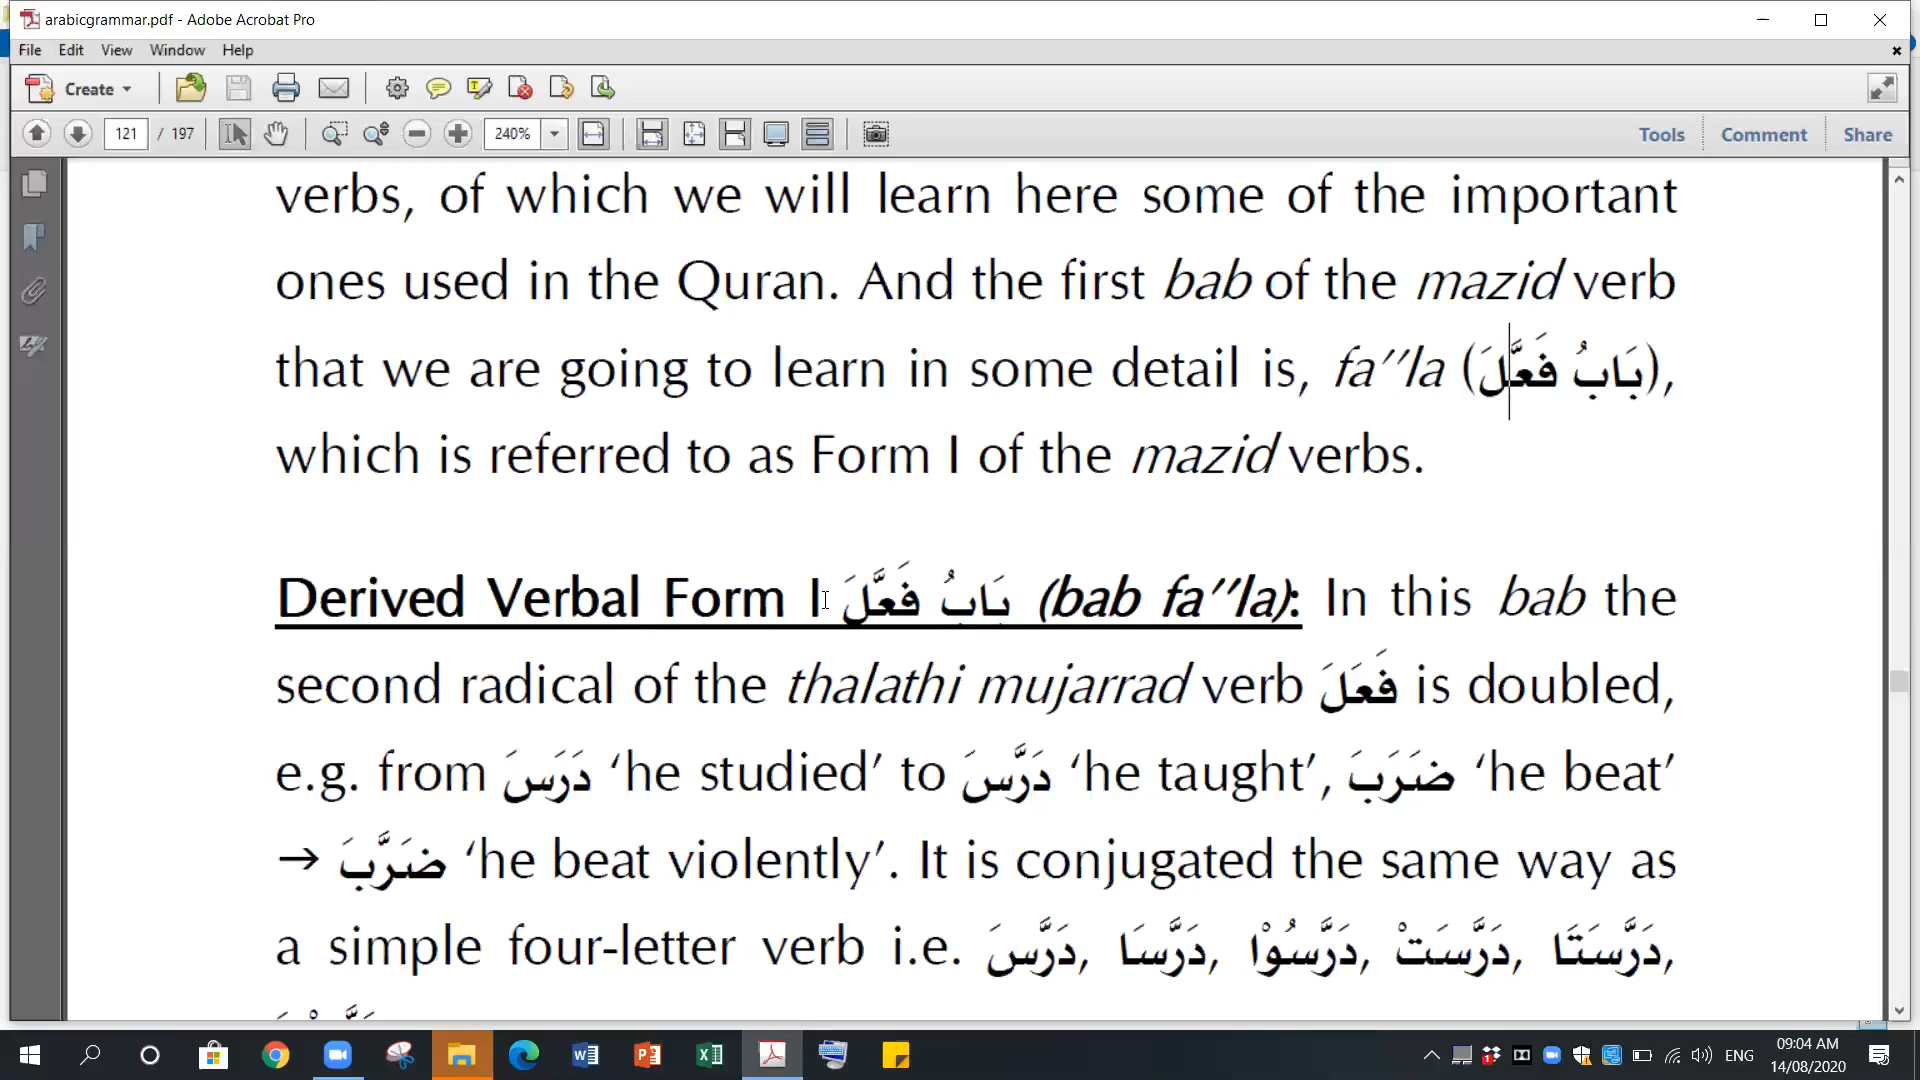 arabicgrammar.pdf - Adobe Acrobat Pro
File Edit View Window Help
Create
121 / 197 240% Tools Comment Share
verbs, of which we will learn here some of the important
ones used in the Quran. And the first bab of the mazid verb
that we are going to learn in some detail is, fa’’la (بَابُ فَعَّلَ),
which is referred to as Form I of the mazid verbs.
Derived Verbal Form I بَابُ فَعَّلَ (bab fa’’la): In this bab the
second radical of the thalathi mujarrad verb فَعَلَ is doubled,
e.g. from دَرَسَ ‘he studied’ to دَرَّسَ ‘he taught’, ضَرَبَ ‘he beat’
→ ضَرَّبَ ‘he beat violently’. It is conjugated the same way as
a simple four-letter verb i.e. دَرَّسَ, دَرَّسَا, دَرَّسُوْا, دَرَّسَتْ, دَرَّسَتَا,
ENG
09:04 AM
14/08/2020